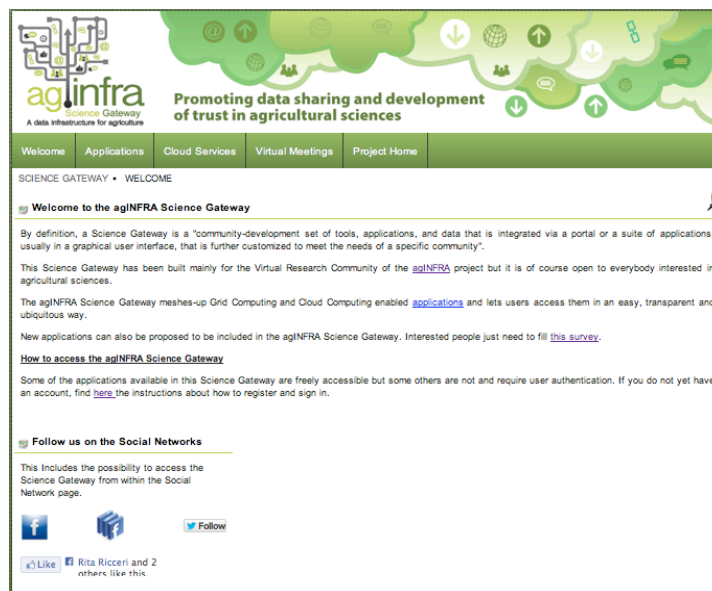 agINFRA
Science Gateway
A data infrastructure for agriculture
Promoting data sharing and development
of trust in agricultural sciences
Welcome Applications Cloud Services Virtual Meetings Project Home
SCIENCE GATEWAY • WELCOME
Welcome to the agINFRA Science Gateway
By definition, a Science Gateway is a "community-development set of tools, applications, and data that is integrated via a portal or a suite of applications,
usually in a graphical user interface, that is further customized to meet the needs of a specific community".
This Science Gateway has been built mainly for the Virtual Research Community of the agINFRA project but it is of course open to everybody interested in
agricultural sciences.
The agINFRA Science Gateway meshes-up Grid Computing and Cloud Computing enabled applications and lets users access them in an easy, transparent and
ubiquitous way.
New applications can also be proposed to be included in the agINFRA Science Gateway. Interested people just need to fill this survey.
How to access the agINFRA Science Gateway
Some of the applications available in this Science Gateway are freely accessible but some others are not and require user authentication. If you do not yet have
an account, find here the instructions about how to register and sign in.
Follow us on the Social Networks
This Includes the possibility to access the
Science Gateway from within the Social
Network page.
f f Follow
Like f Rita Ricceri and 2
others like this.